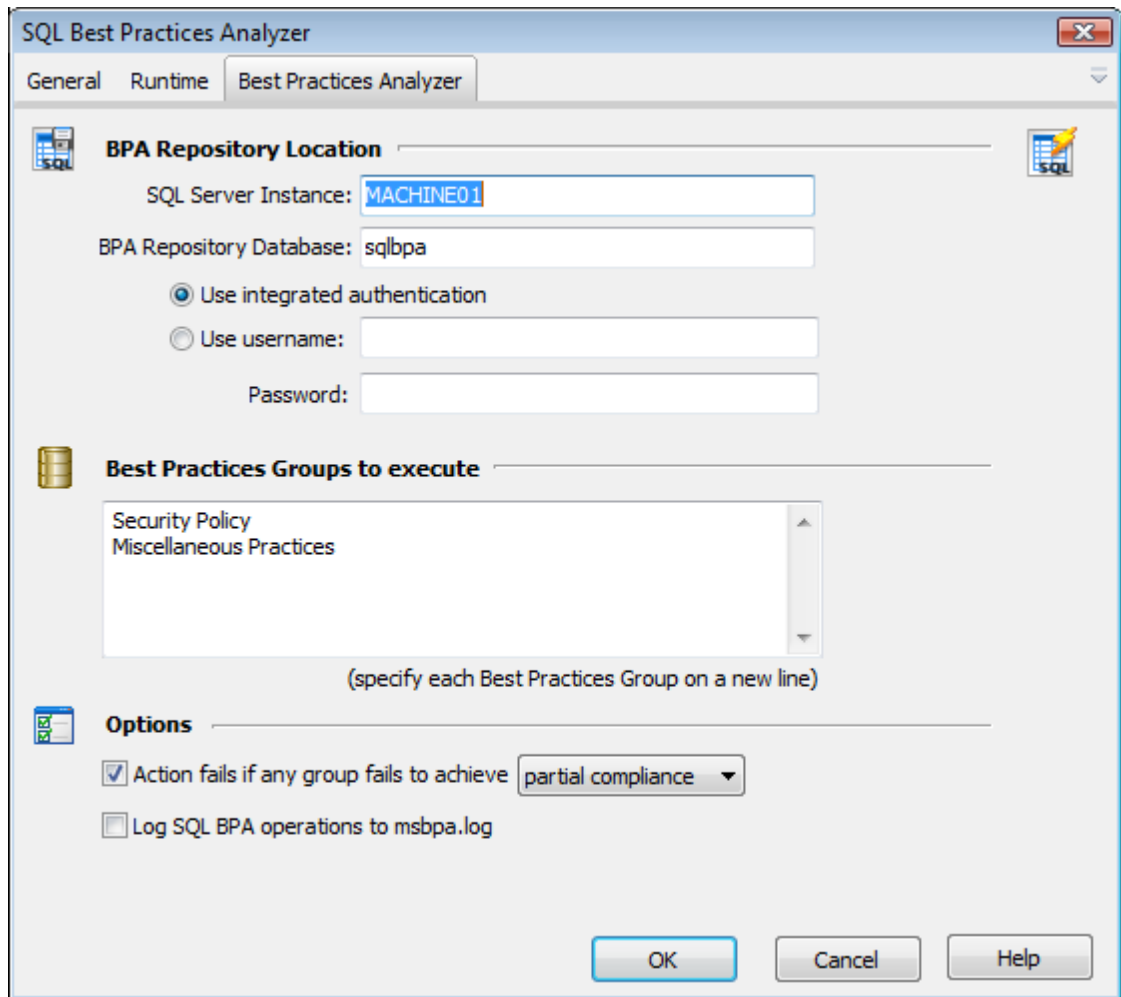 SQL Best Practices Analyzer
General Runtime Best Practices Analyzer
SQL BPA Repository Location SQL
SQL Server Instance: MACHINE01
BPA Repository Database: sqlbpa
Use integrated authentication
Use username:
Password:
Best Practices Groups to execute
Security Policy
Miscellaneous Practices
(specify each Best Practices Group on a new line)
Options
Action fails if any group fails to achieve partial compliance
Log SQL BPA operations to msbpa.log
OK Cancel Help